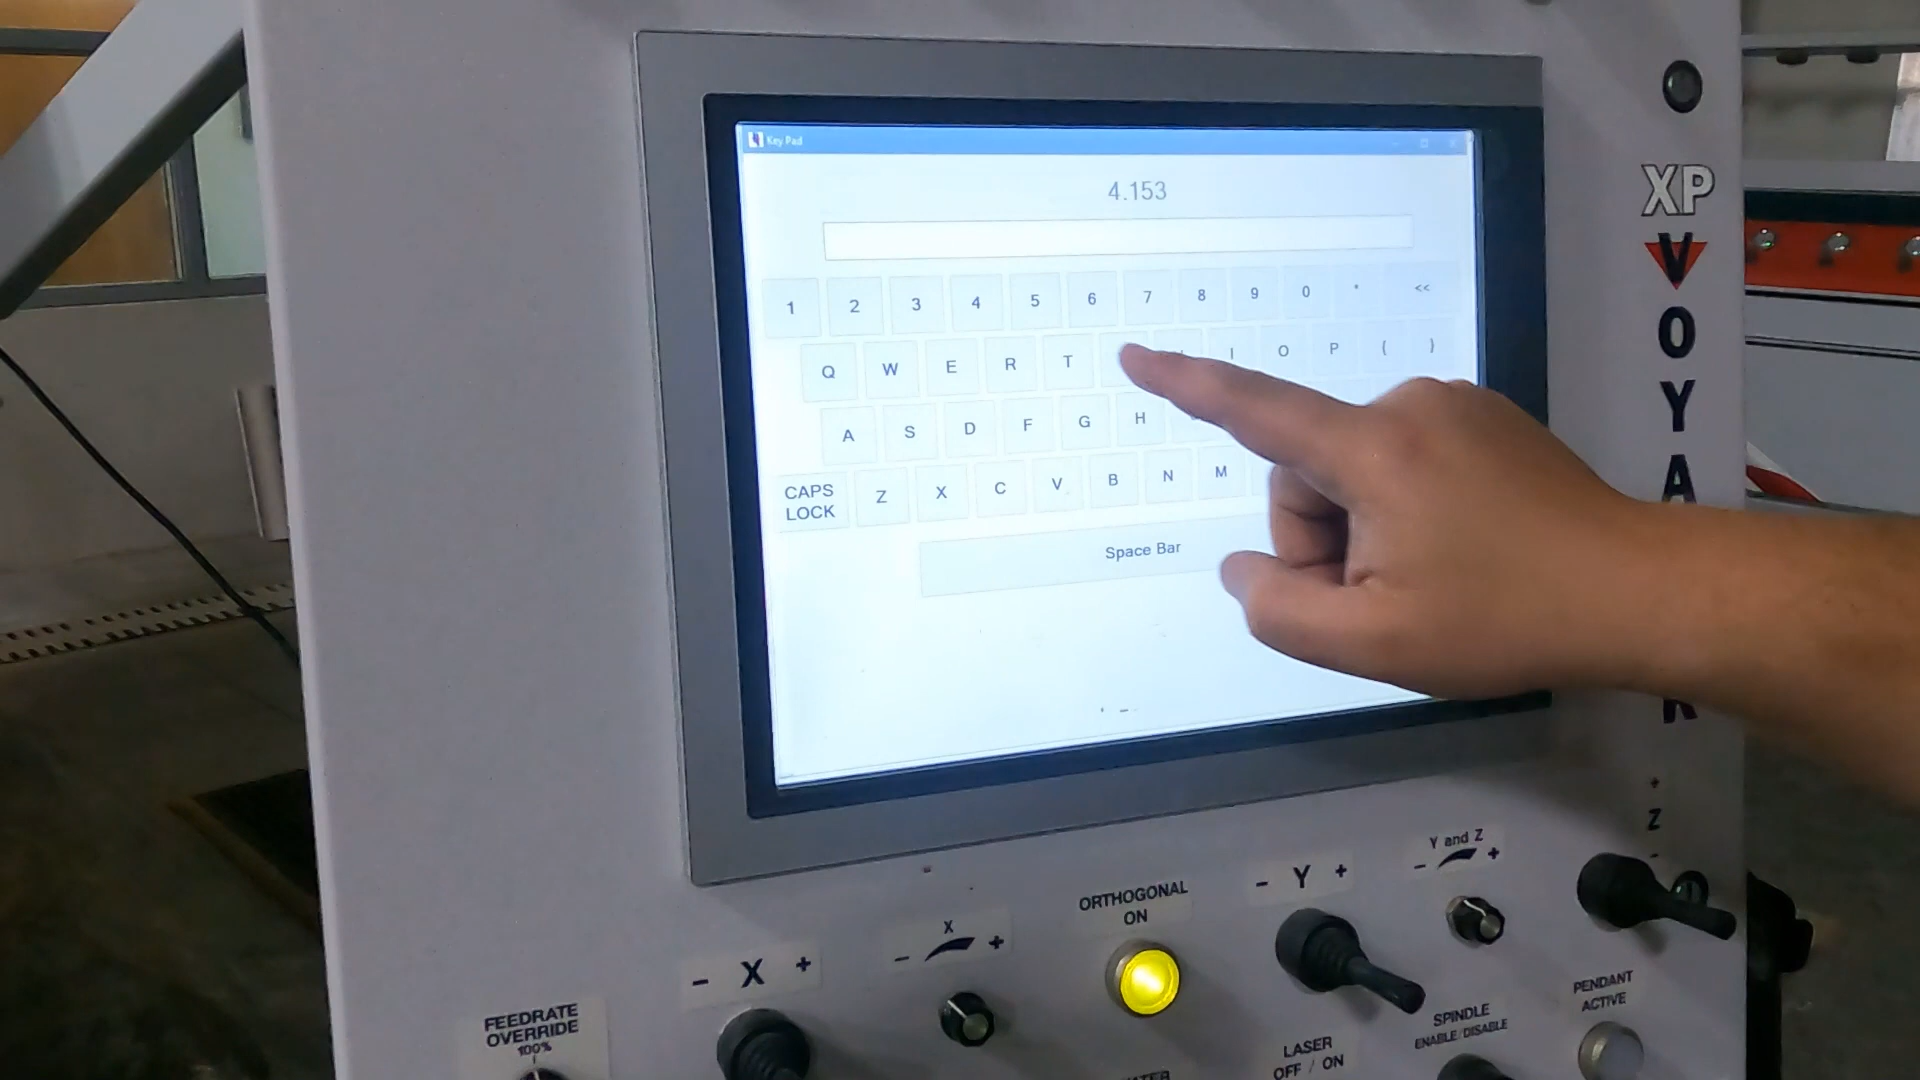 Key Pad
4.153
1 2 3 4 5 6 7 8 9 0 * <<
Q W E R T I O P ( )
A S D F G H
CAPS LOCK Z X C V B N M
Space Bar
XP
VOYA
R
+
Z
-
Y and Z
- +
- Y +
ORTHOGONAL
ON
X
- +
- X +
FEEDRATE
OVERRIDE
100%
LASER
OFF / ON
SPINDLE
ENABLE/DISABLE
PENDANT
ACTIVE